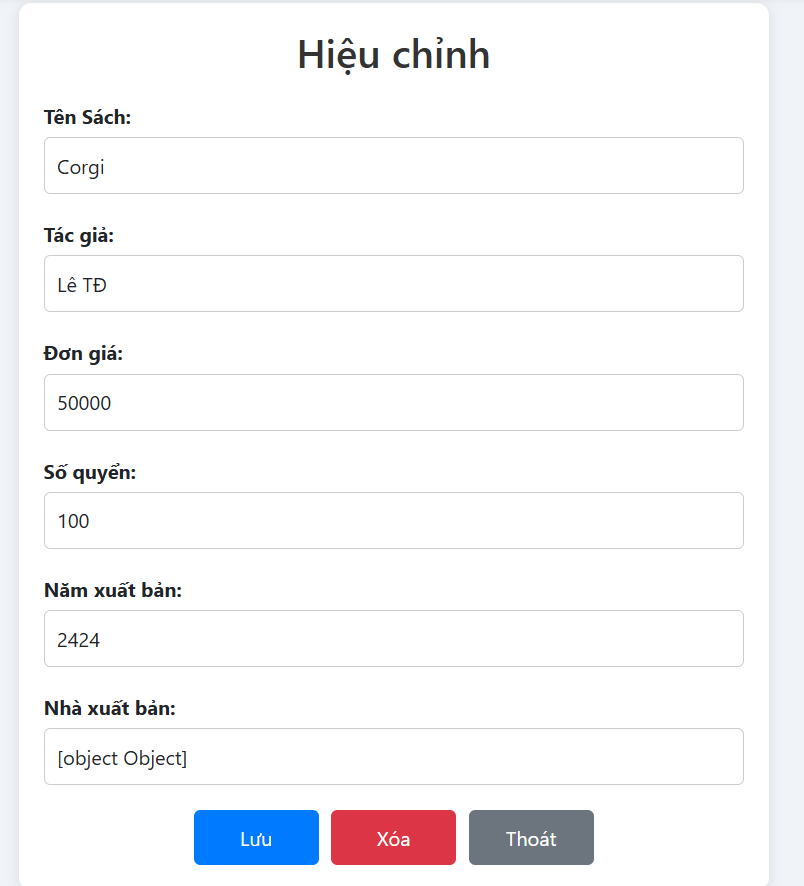 Hiệu chỉnh
Tên Sách:
Corgi
Tác giả:
Lê TĐ
Đơn giá:
50000
Số quyển:
100
Năm xuất bản:
2424
Nhà xuất bản:
[object Object]
Lưu
Xóa
Thoát